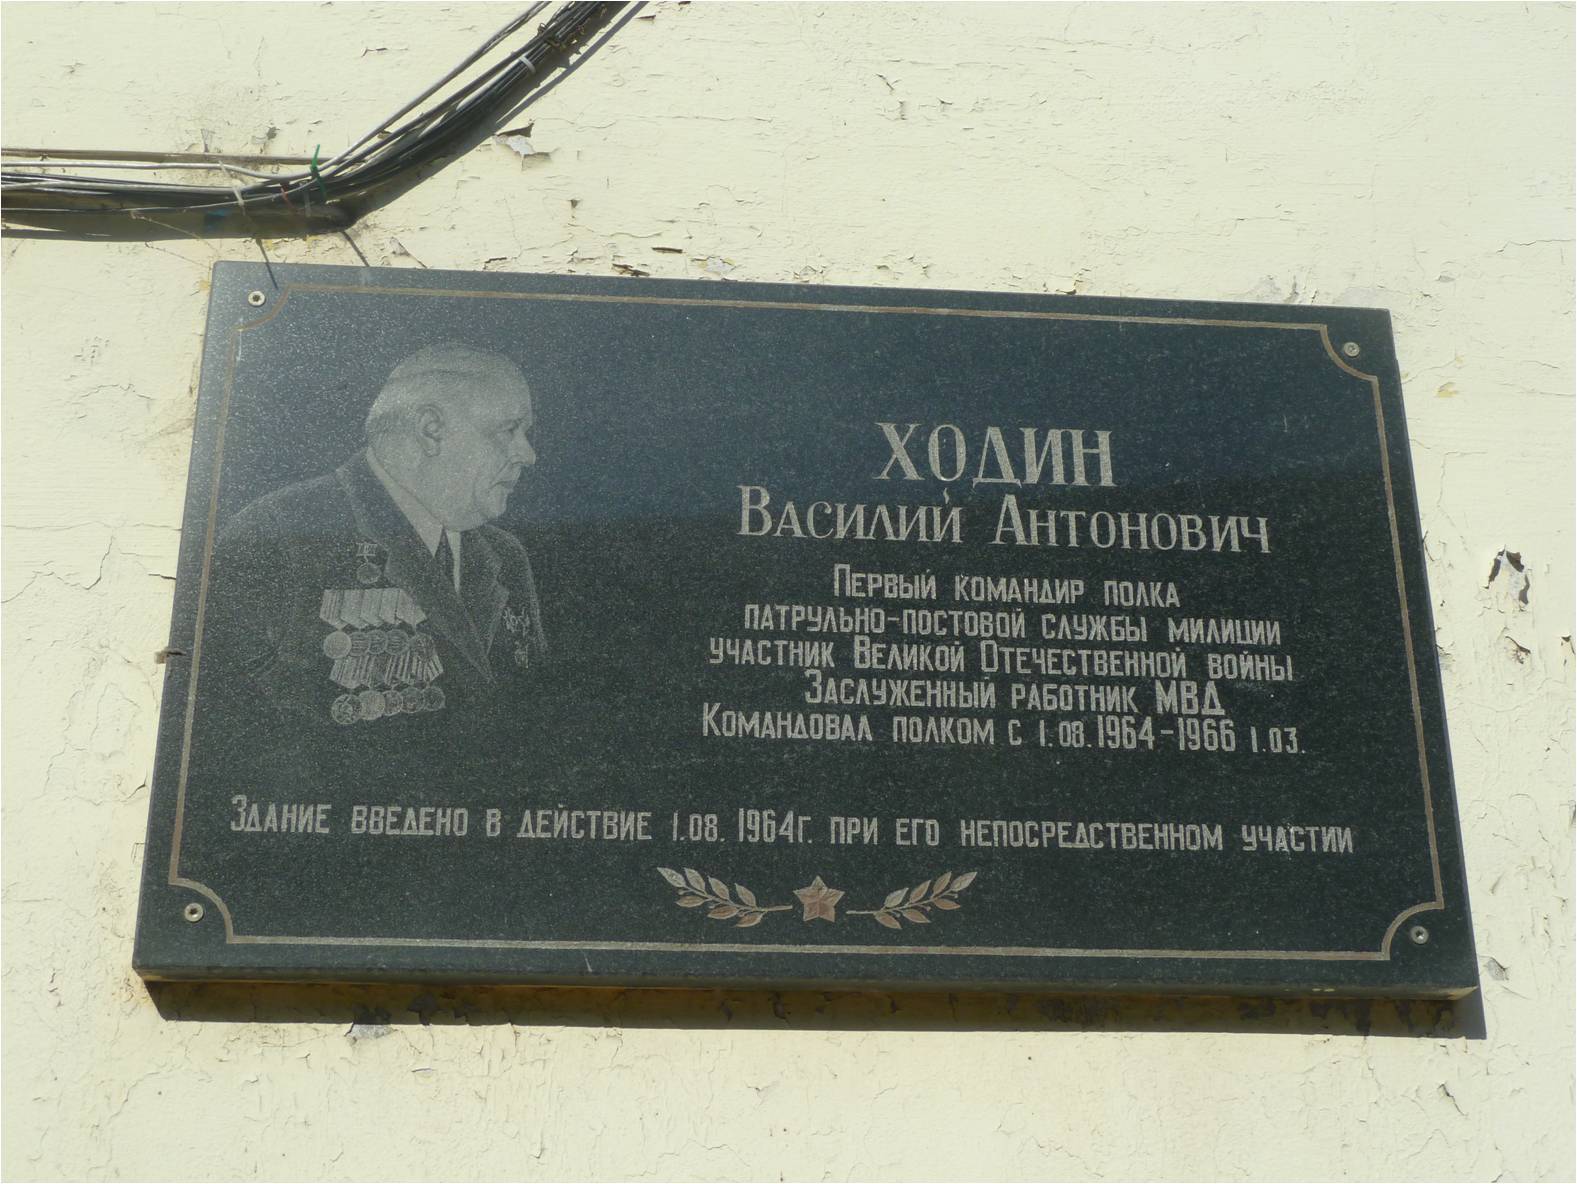 ХОДИН
ВАСИЛИЙ АНТОНОВИЧ
ПЕРВЫЙ КОМАНДИР ПОЛКА
ПАТРУЛЬНО-ПОСТОВОЙ СЛУЖБЫ МИЛИЦИИ
УЧАСТНИК ВЕЛИКОЙ ОТЕЧЕСТВЕННОЙ ВОЙНЫ
ЗАСЛУЖЕННЫЙ РАБОТНИК МВД
КОМАНДОВАЛ ПОЛКОМ С 1.08.1964-1966 1.03.
ЗДАНИЕ ВВЕДЕНО В ДЕЙСТВИЕ 1.08. 1964Г. ПРИ ЕГО НЕПОСРЕДСТВЕННОМ УЧАСТИИ